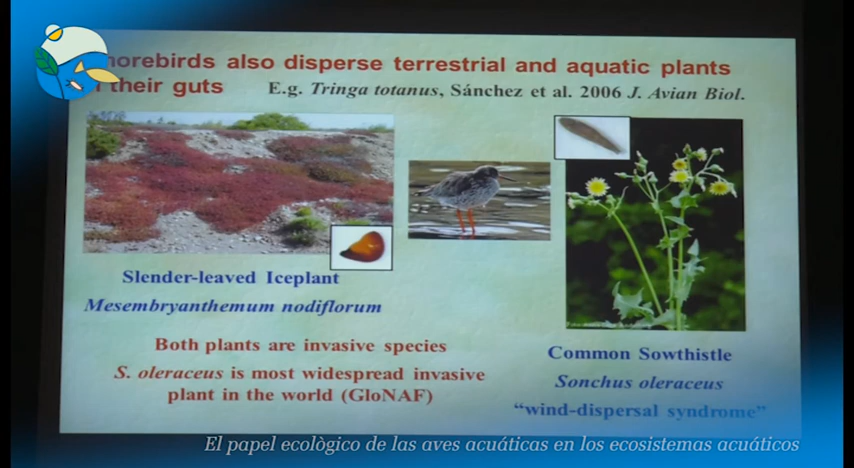 horebirds also disperse terrestrial and aquatic plants
their guts E.g. Tringa totanus, Sánchez et al. 2006 J. Avian Biol.
Slender-leaved Iceplant
Mesembryanthemum nodiflorum
Both plants are invasive species
S. oleraceus is most widespread invasive
plant in the world (GloNAF)
Common Sowthistle
Sonchus oleraceus
“wind-dispersal syndrome”
El papel ecològico de las aves acuáticas en los ecosistemas acuáticos